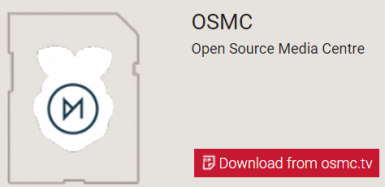 OSMC
Open Source Media Centre
Download from osmc.tv